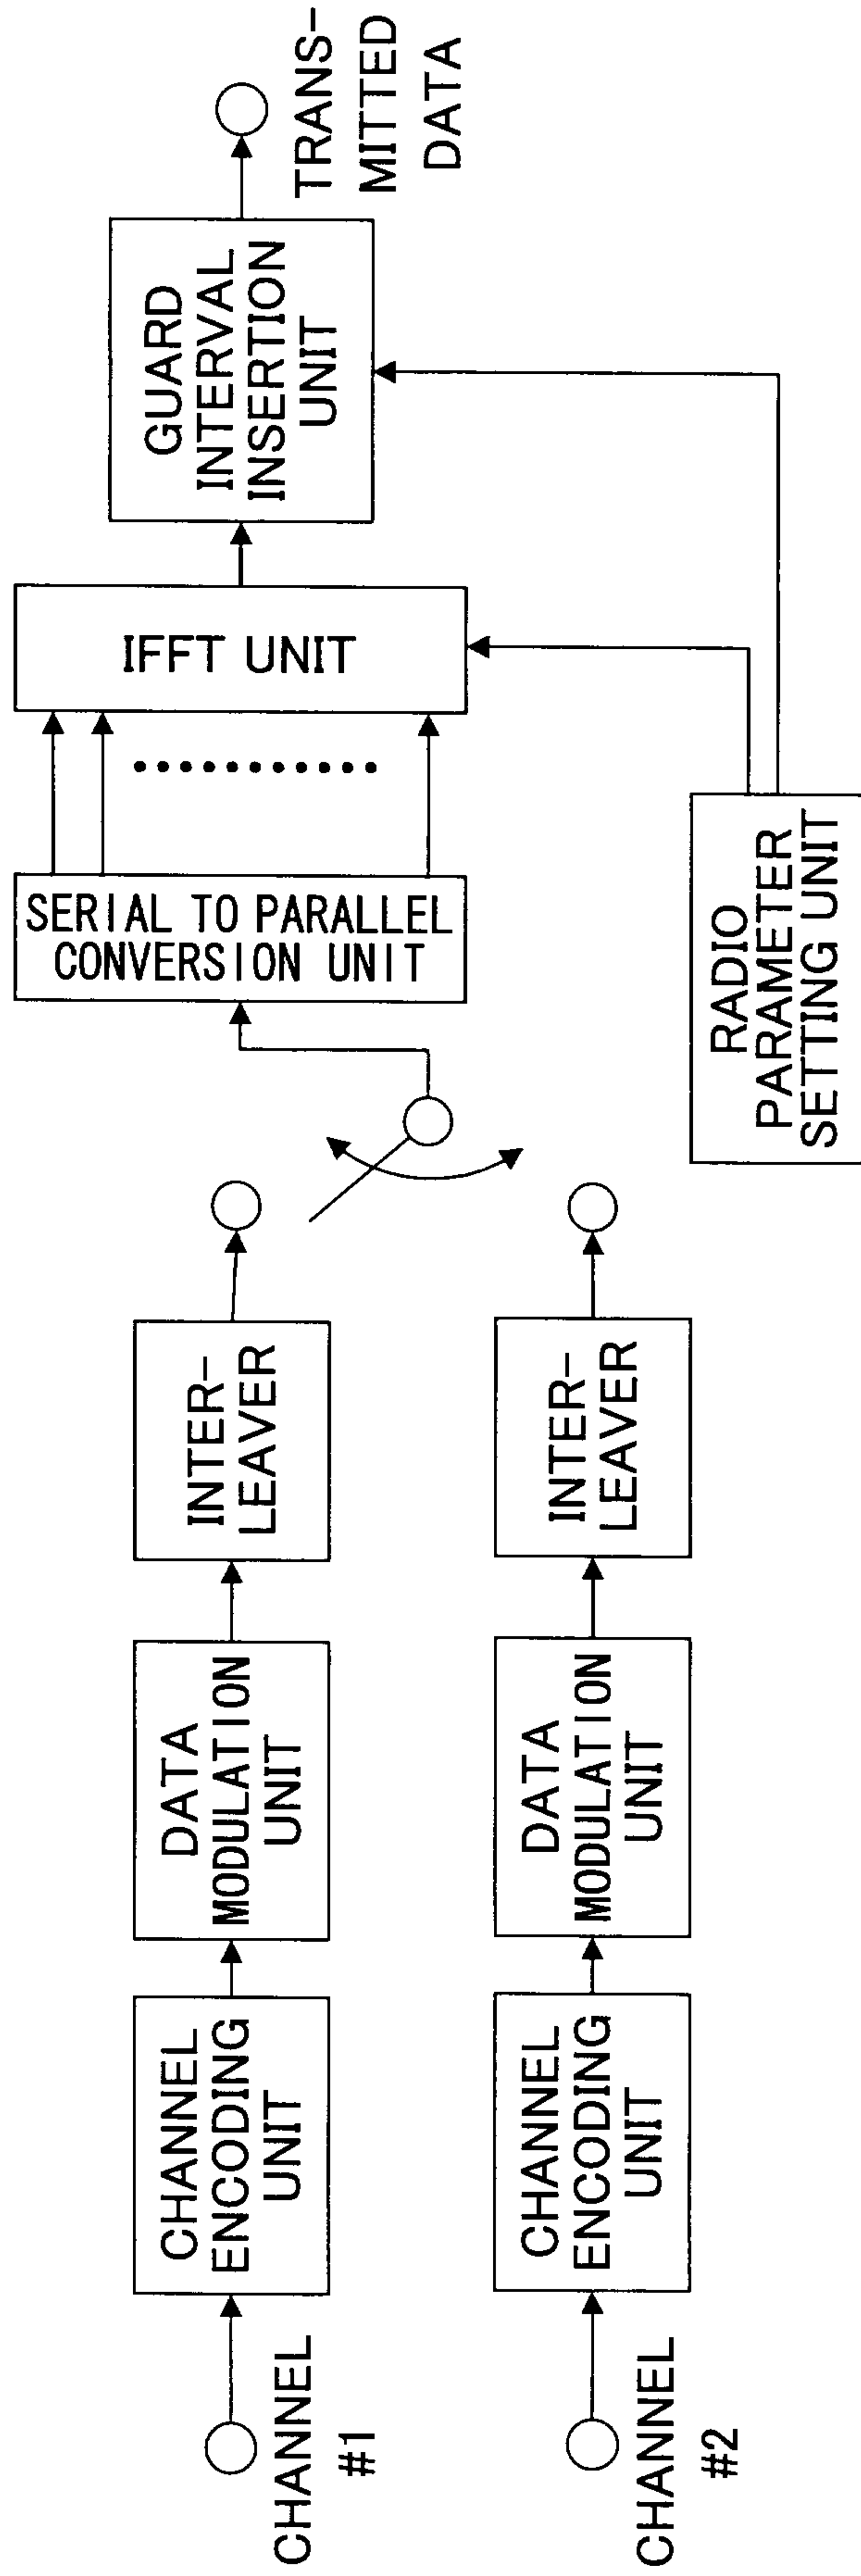 CHANNEL
#1
CHANNEL
ENCODING
UNIT
DATA
MODULATION
UNIT
INTER-
LEAVER
CHANNEL
#2
CHANNEL
ENCODING
UNIT
DATA
MODULATION
UNIT
INTER-
LEAVER
SERIAL TO PARALLEL
CONVERSION UNIT
IFFT UNIT
GUARD
INTERVAL
INSERTION
UNIT
TRANS-
MITTED
DATA
RADIO
PARAMETER
SETTING UNIT